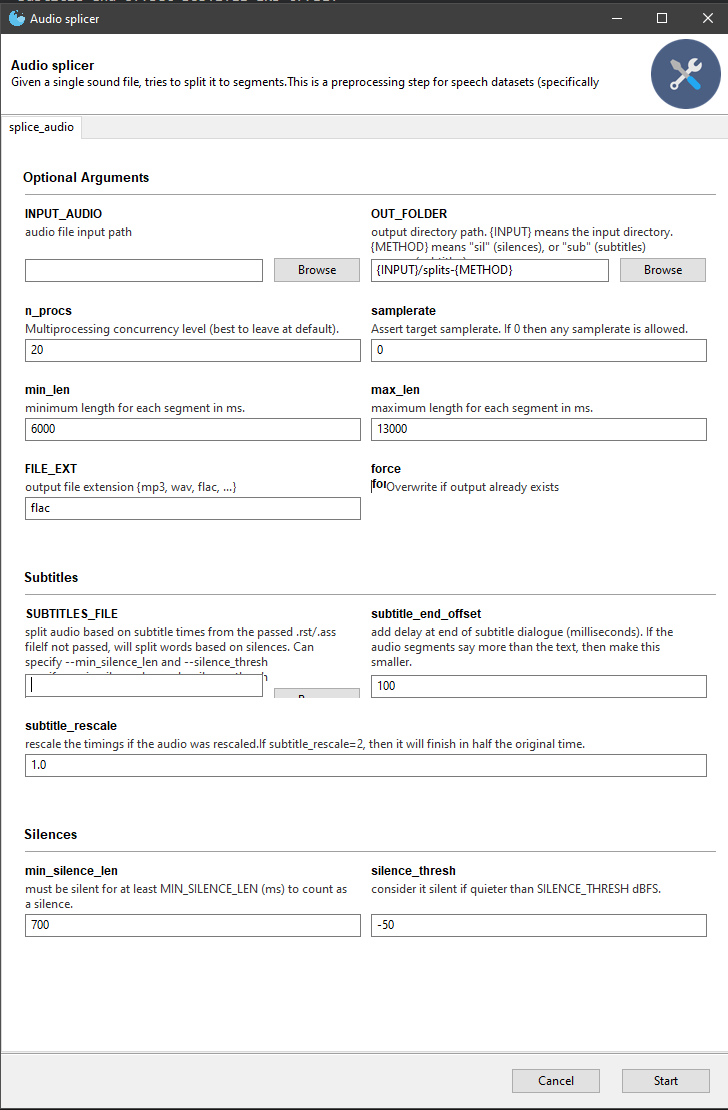 Audio splicer
Audio splicer
Given a single sound file, tries to split it to segments.This is a preprocessing step for speech datasets (specifically
splice_audio
Optional Arguments
INPUT_AUDIO
audio file input path
Browse
OUT_FOLDER
output directory path. {INPUT} means the input directory.
{METHOD} means "sil" (silences), or "sub" (subtitles)
{INPUT}/splits-{METHOD}
Browse
n_procs
Multiprocessing concurrency level (best to leave at default).
20
samplerate
Assert target samplerate. If 0 then any samplerate is allowed.
0
min_len
minimum length for each segment in ms.
6000
max_len
maximum length for each segment in ms.
13000
FILE_EXT
output file extension {mp3, wav, flac, ...}
flac
force
Overwrite if output already exists
Subtitles
SUBTITLES_FILE
split audio based on subtitle times from the passed .rst/.ass
fileIf not passed, will split words based on silences. Can
specify --min_silence_len and --silence_thresh
subtitle_end_offset
add delay at end of subtitle dialogue (milliseconds). If the
audio segments say more than the text, then make this
smaller.
100
subtitle_rescale
rescale the timings if the audio was rescaled.If subtitle_rescale=2, then it will finish in half the original time.
1.0
Silences
min_silence_len
must be silent for at least MIN_SILENCE_LEN (ms) to count as
a silence.
700
silence_thresh
consider it silent if quieter than SILENCE_THRESH dBFS.
-50
Cancel
Start